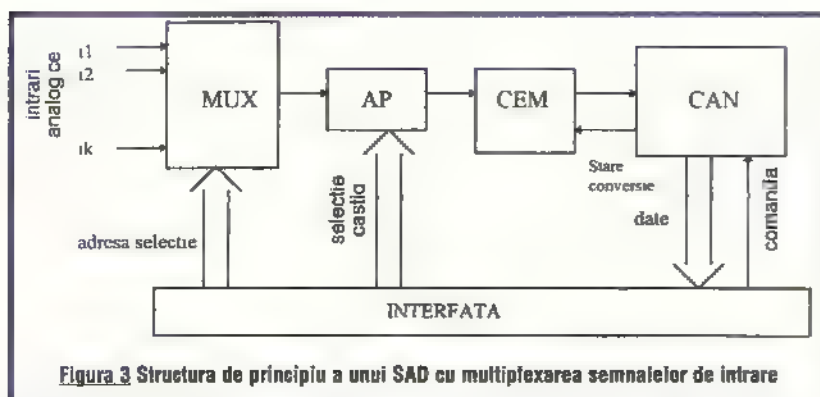 intrari
analogice
i1
i2
ik
MUX
AP
CEM
CAN
adresa selectie
selectie
castig
Stare
conversie
date
comanda
INTERFATA
Figura 3 Structura de principiu a unui SAD cu multiplexarea semnalelor de intrare